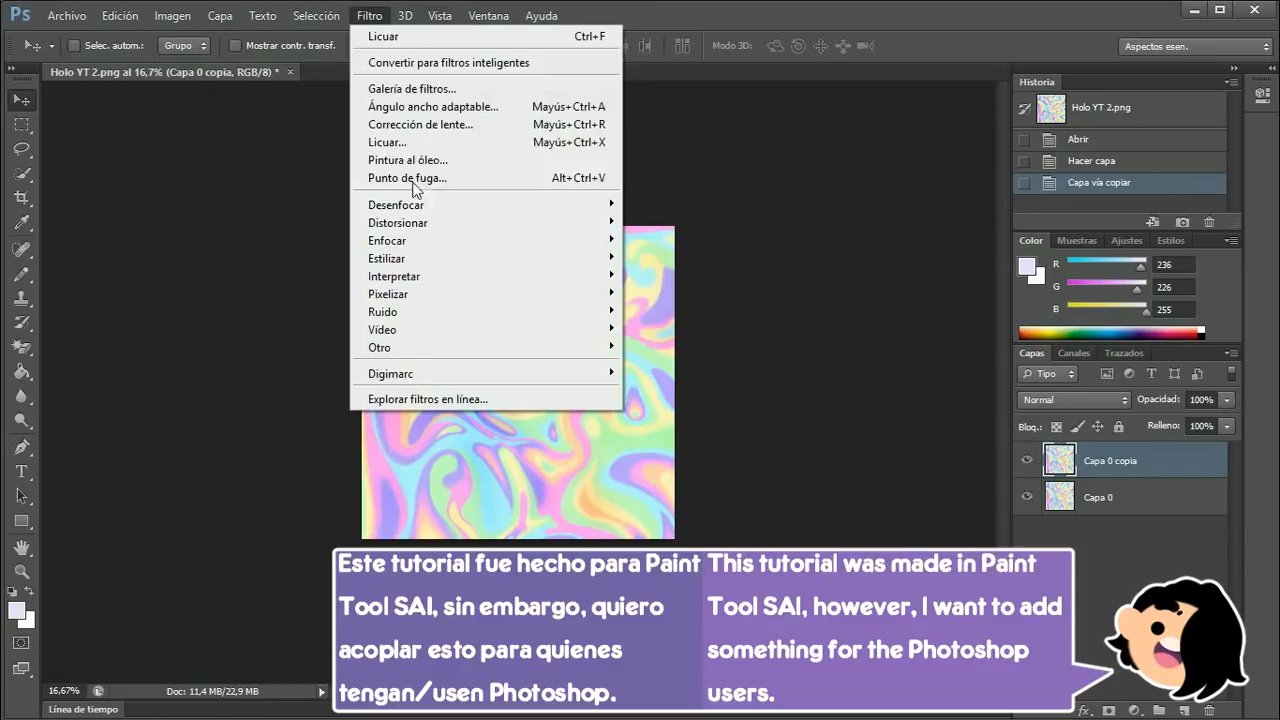 Ps Archivo Edición Imagen Capa Texto Selección Filtro 3D Vista Ventana Ayuda
Selec. autom.: Grupo Mostrar contr. transf. Modo 3D: Aspectos esen.
Holo YT 2.png al 16,7% (Capa 0 copia, RGB/8) * ×
Licuar Ctrl+F
Convertir para filtros inteligentes
Galería de filtros...
Ángulo ancho adaptable... Mayús+Ctrl+A
Corrección de lente... Mayús+Ctrl+R
Licuar... Mayús+Ctrl+X
Pintura al óleo...
Punto de fuga... Alt+Ctrl+V
Desenfocar
Distorsionar
Enfocar
Estilizar
Interpretar
Pixelizar
Ruido
Vídeo
Otro
Digimarc
Explorar filtros en línea...
Historia
Holo YT 2.png
Abrir
Hacer capa
Capa vía copiar
Color Muestras Ajustes Estilos
R 236
G 226
B 255
Capas Canales Trazados
Tipo
Normal Opacidad: 100%
Bloq.: Relleno: 100%
Capa 0 copia
Capa 0
Este tutorial fue hecho para Paint
Tool SAI, sin embargo, quiero
acoplar esto para quienes
tengan/usen Photoshop.
This tutorial was made in Paint
Tool SAI, however, I want to add
something for the Photoshop
users.
16,67% Doc: 11,4 MB/22,9 MB
Línea de tiempo
fx